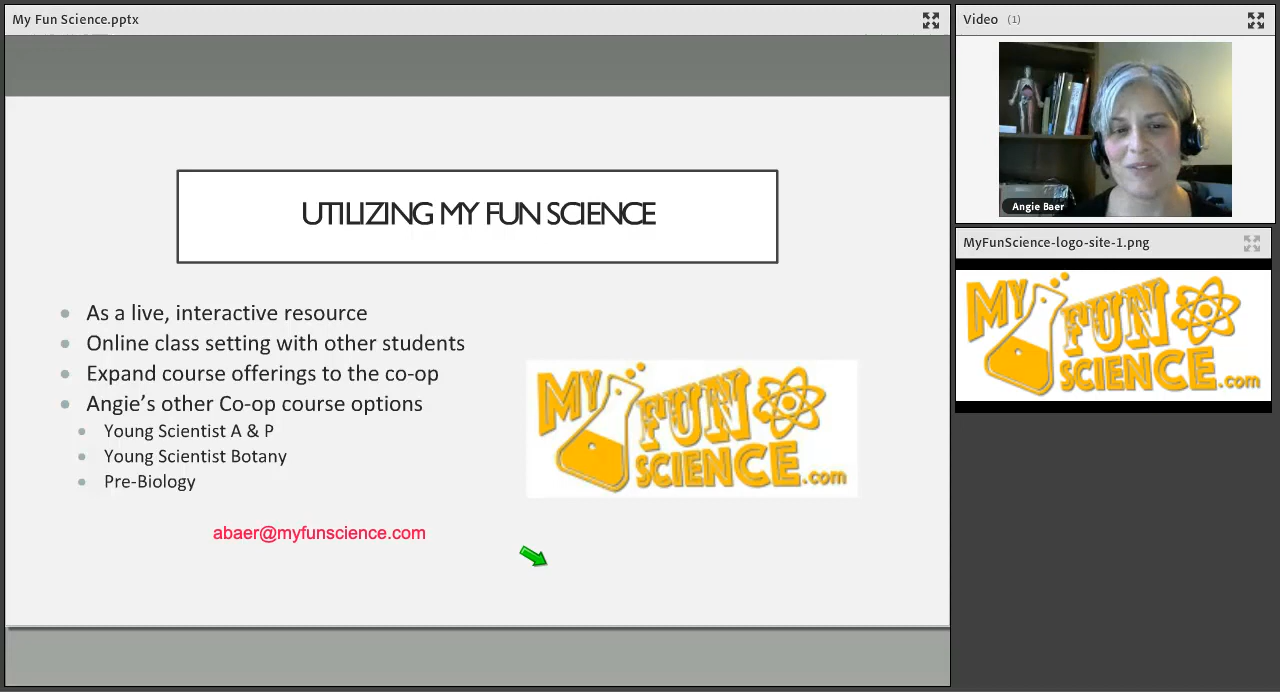 My Fun Science.pptx
UTILIZING MY FUN SCIENCE
As a live, interactive resource
Online class setting with other students
Expand course offerings to the co-op
Angie’s other Co-op course options
Young Scientist A & P
Young Scientist Botany
Pre-Biology
abaer@myfunscience.com
MY FUN
SCIENCE.com
Video (1)
Angie Baer
MyFunScience-logo-site-1.png
MY FUN
SCIENCE.com